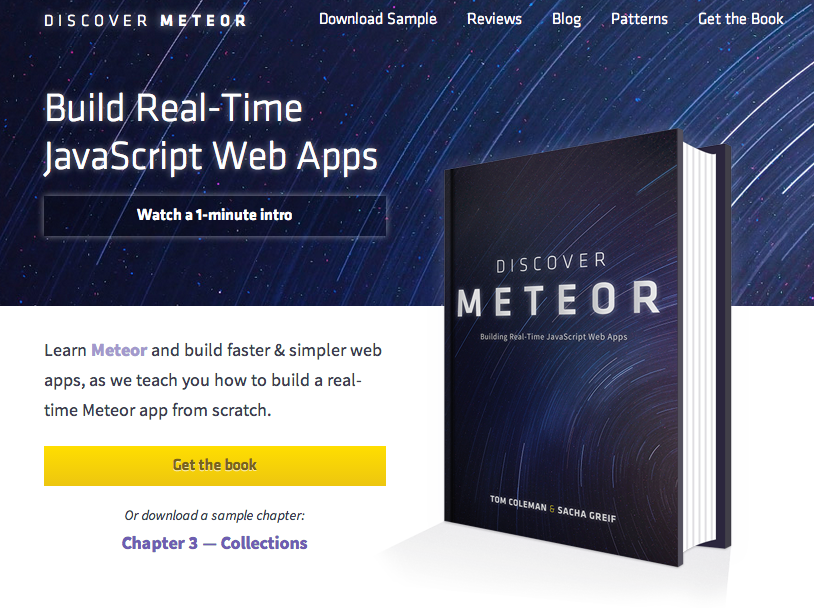 DISCOVER METEOR
Download Sample Reviews Blog Patterns Get the Book
Build Real-Time
JavaScript Web Apps
Watch a 1-minute intro
DISCOVER
METEOR
Building Real-Time JavaScript Web Apps
TOM COLEMAN & SACHA GREIF
Learn Meteor and build faster & simpler web
apps, as we teach you how to build a real-
time Meteor app from scratch.
Get the book
Or download a sample chapter:
Chapter 3 — Collections